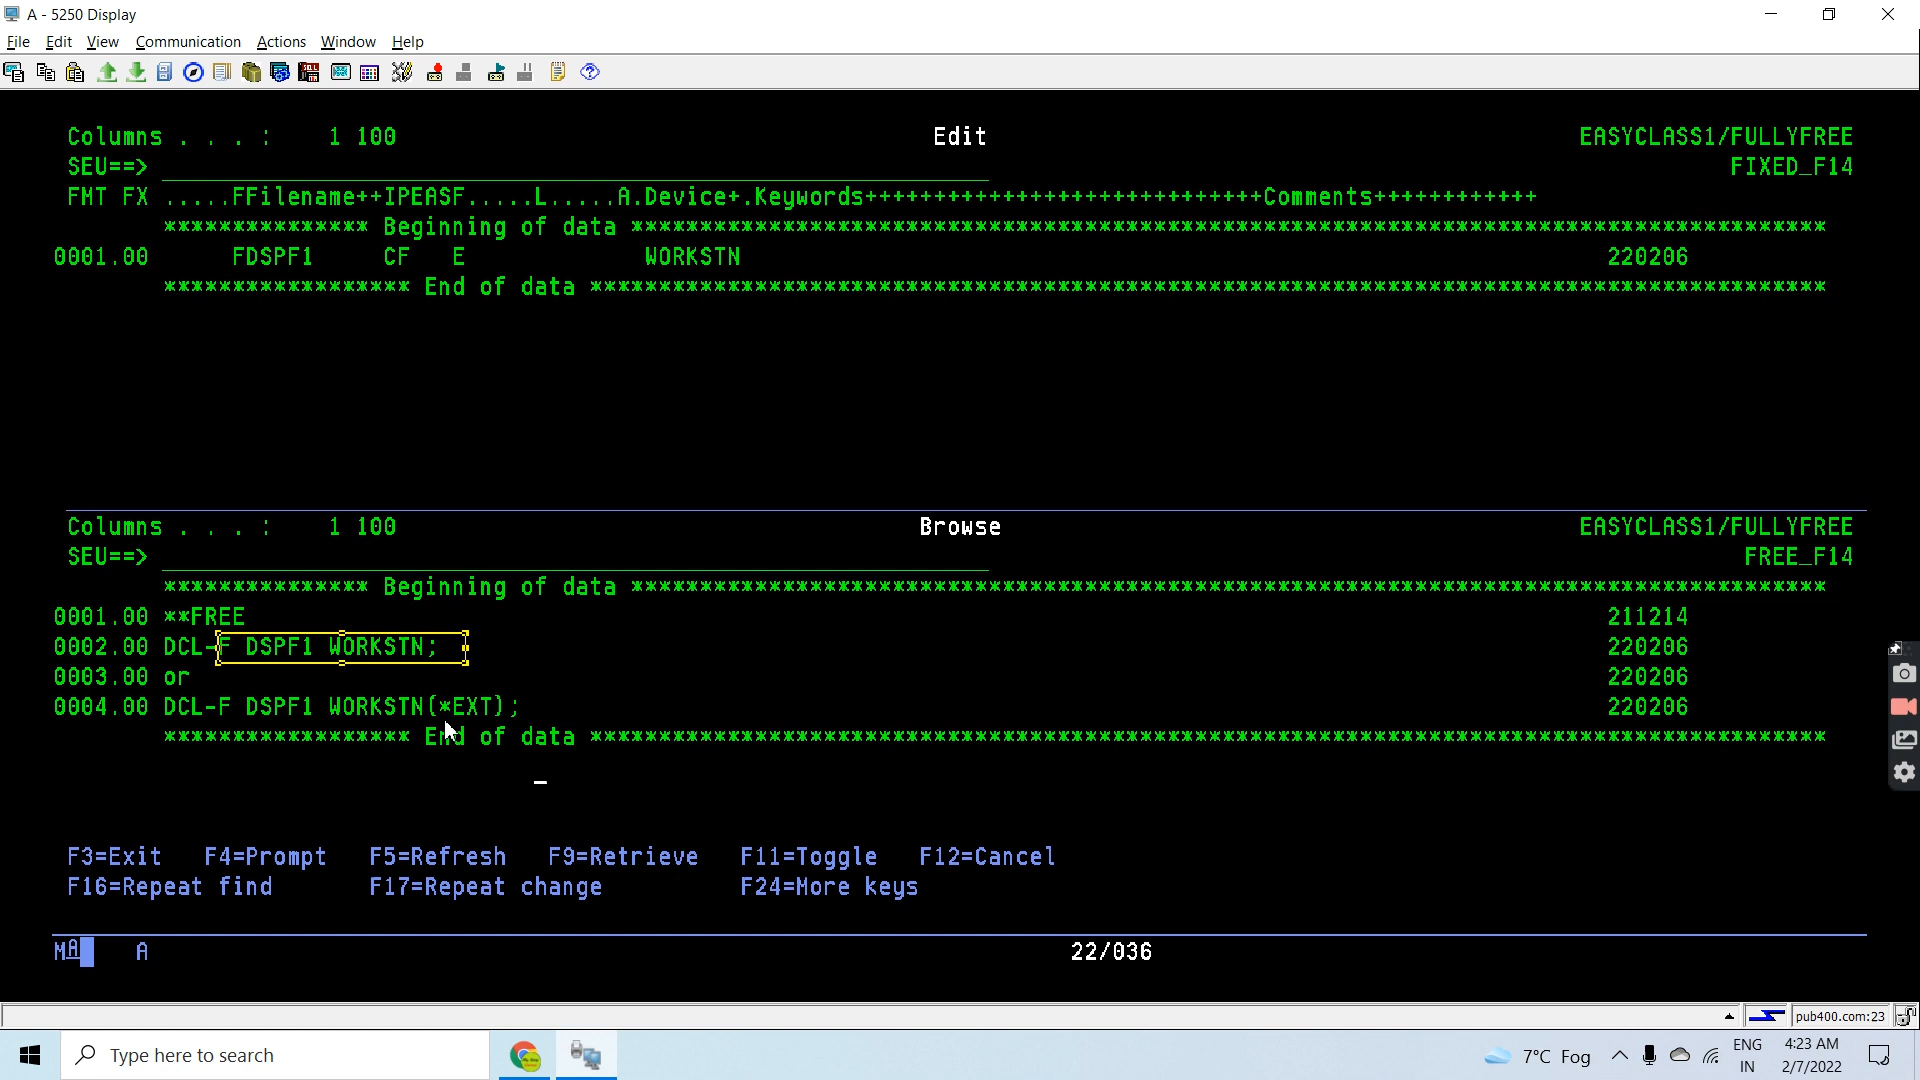 A - 5250 Display
File Edit View Communication Actions Window Help
Columns . . . : 1 100 Edit EASYCLASS1/FULLYFREE
SEU==> FIXED_F14
FMT FX .....FFilename++IPEASF.....L.....A.Device+.Keywords+++++++++++++++++++++++++++++Comments++++++++++++
*************** Beginning of data ***************************************************************************************
0001.00 FDSPF1 CF E WORKSTN 220206
****************** End of data ******************************************************************************************
Columns . . . : 1 100 Browse EASYCLASS1/FULLYFREE
SEU==> FREE_F14
*************** Beginning of data ***************************************************************************************
0001.00 **FREE 211214
0002.00 DCL-F DSPF1 WORKSTN; 220206
0003.00 or 220206
0004.00 DCL-F DSPF1 WORKSTN(*EXT); 220206
****************** End of data ******************************************************************************************
F3=Exit F4=Prompt F5=Refresh F9=Retrieve F11=Toggle F12=Cancel
F16=Repeat find F17=Repeat change F24=More keys
MA A 22/036
pub400.com:23
Type here to search 7°C Fog ENG IN 4:23 AM 2/7/2022